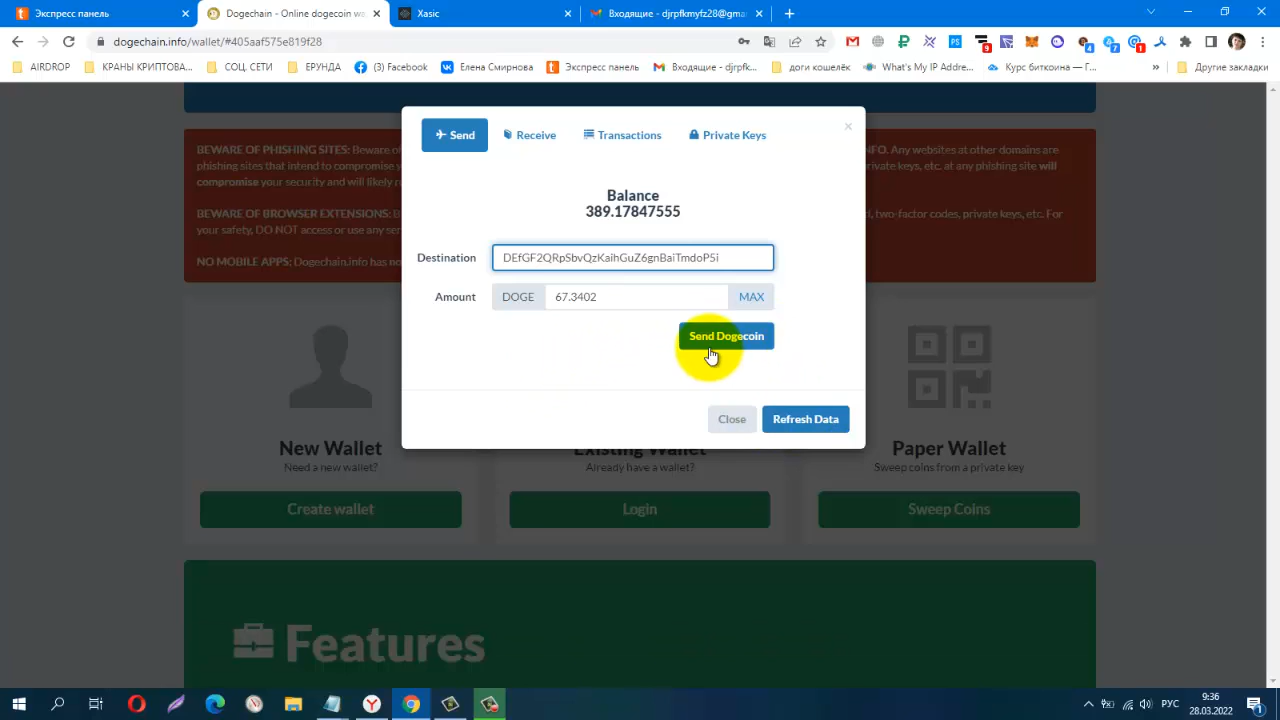 Экспресс панель
Dogechain - Online dogecoin wa
Xasic
Входящие - djrpfkmyfz28@gma
dogechain.info/wallet/#405aaf575e819f28
AIRDROP
КРАНЫ КРИПТОВА...
СОЦ. СЕТИ
ЕРУНДА
(3) Facebook
Елена Смирнова
Экспресс панель
Входящие - djrpfk...
What's My IP Addre...
Курс биткоина — Г...
»
Другие закладки
Send
Receive
Transactions
Private Keys
×
BEWARE OF PHISHING SITES: Beware of
NFO. Any websites at other domains are
phishing sites that intend to compromise y
private keys, etc. at any phishing site will
compromise your security and will likely re
BEWARE OF BROWSER EXTENSIONS: B
f, two-factor codes, private keys, etc. For
your safety, DO NOT access or use any ser
NO MOBILE APPS: Dogechain.info has no
Balance
389.17847555
Destination
DEfGF2QRpSbvQzKaihGuZ6gnBaiTmdoP5i
Amount
DOGE
67.3402
MAX
Send Dogecoin
Close
Refresh Data
New Wallet
Existing Wallet
Paper Wallet
Need a new wallet?
Already have a wallet?
Sweep coins from a private key
Create wallet
Login
Sweep Coins
Features
РУС
9:36
28.03.2022